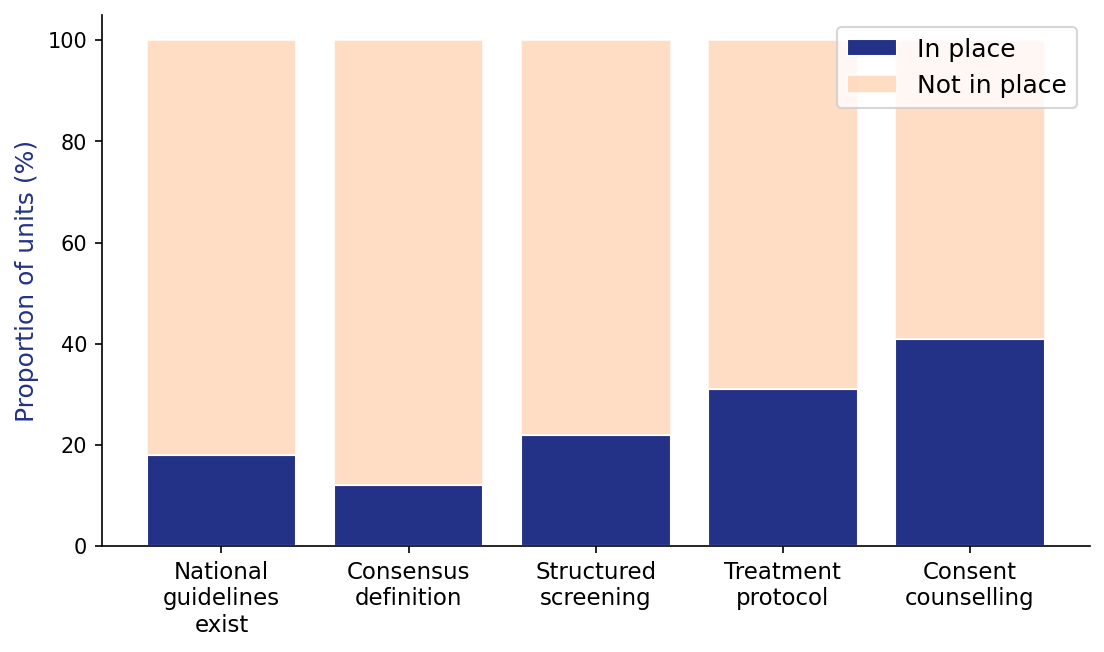 Proportion of units (%)
100
80
60
40
20
0
In place
Not in place
National
guidelines
exist
Consensus
definition
Structured
screening
Treatment
protocol
Consent
counselling